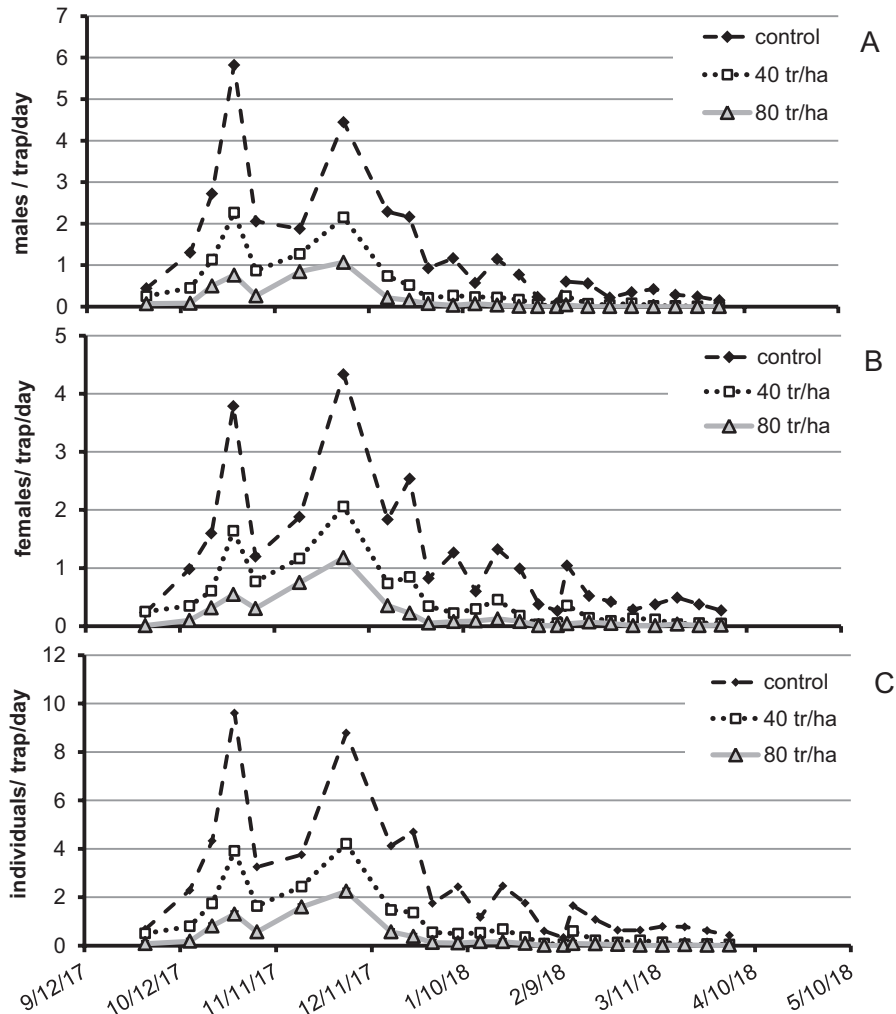 A
7
6
5
4
3
2
1
0
males / trap/day
control
40 tr/ha
80 tr/ha
B
5
4
3
2
1
0
females/ trap/day
control
40 tr/ha
80 tr/ha
C
12
10
8
6
4
2
0
individuals/ trap/day
control
40 tr/ha
80 tr/ha
9/12/17
10/12/17
11/11/17
12/11/17
1/10/18
2/9/18
3/11/18
4/10/18
5/10/18